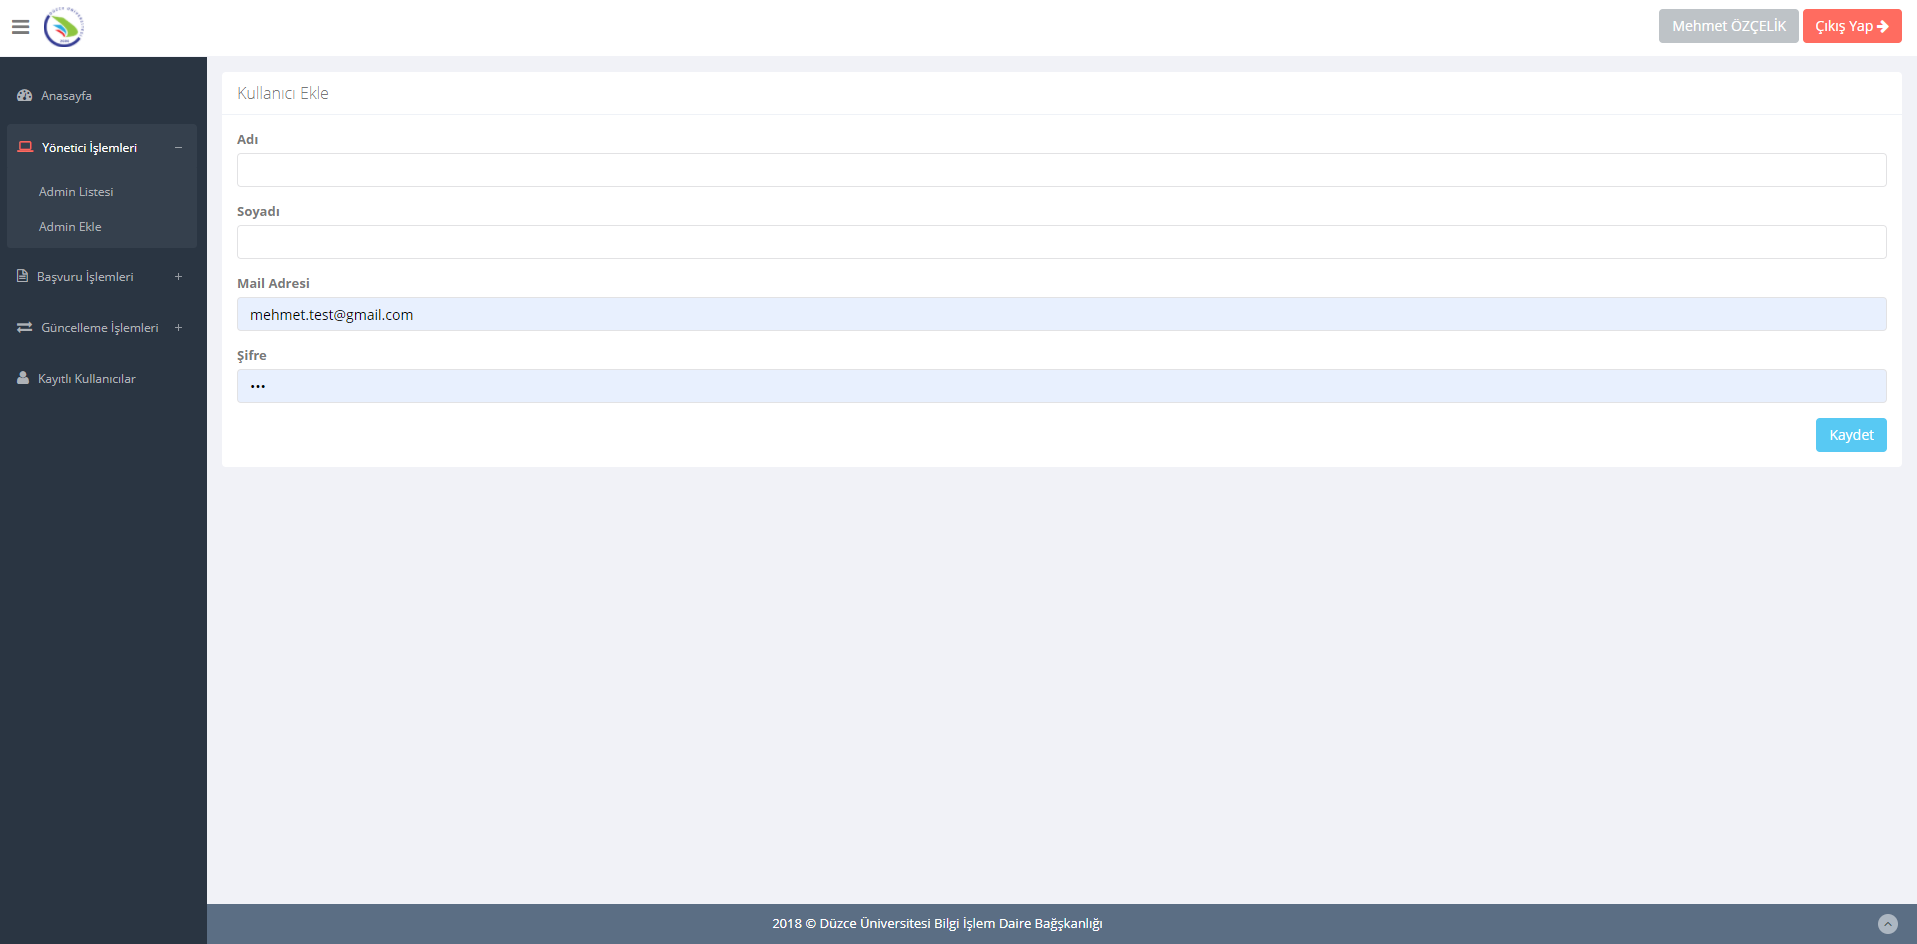 Mehmet ÖZÇELİK
Çıkış Yap
Anasayfa
Yönetici İşlemleri
Admin Listesi
Admin Ekle
Başvuru İşlemleri
Güncelleme İşlemleri
Kayıtlı Kullanıcılar
Kullanıcı Ekle
Adı
Soyadı
Mail Adresi
mehmet.test@gmail.com
Şifre
•••
Kaydet
2018 © Düzce Üniversitesi Bilgi İşlem Daire Bağşkanlığı